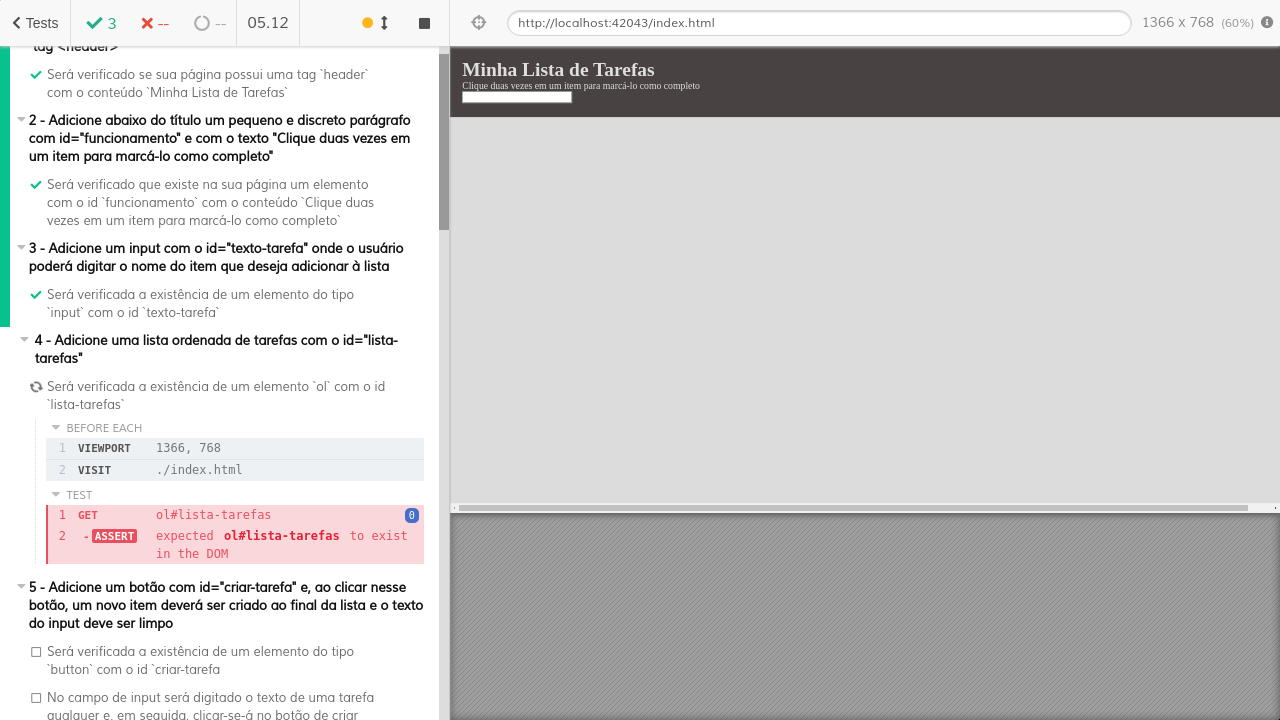 Tests
3
--
--
05.12
http://localhost:42043/index.html
1366 x 768 (60%)
tag <header>
Será verificado se sua página possui uma tag `header`
com o conteúdo `Minha Lista de Tarefas`
2 - Adicione abaixo do título um pequeno e discreto parágrafo
com id="funcionamento" e com o texto "Clique duas vezes em
um item para marcá-lo como completo"
Será verificado que existe na sua página um elemento
com o id `funcionamento` com o conteúdo `Clique duas
vezes em um item para marcá-lo como completo`
3 - Adicione um input com o id="texto-tarefa" onde o usuário
poderá digitar o nome do item que deseja adicionar à lista
Será verificada a existência de um elemento do tipo
`input` com o id `texto-tarefa`
4 - Adicione uma lista ordenada de tarefas com o id="lista-
tarefas"
Será verificada a existência de um elemento `ol` com o id
`lista-tarefas`
BEFORE EACH
1 VIEWPORT 1366, 768
2 VISIT ./index.html
TEST
1 GET ol#lista-tarefas 0
2 -ASSERT expected ol#lista-tarefas to exist
in the DOM
5 - Adicione um botão com id="criar-tarefa" e, ao clicar nesse
botão, um novo item deverá ser criado ao final da lista e o texto
do input deve ser limpo
Será verificada a existência de um elemento do tipo
`button` com o id `criar-tarefa
No campo de input será digitado o texto de uma tarefa
qualquer e, em seguida, clicar-se-á no botão de criar
Minha Lista de Tarefas
Clique duas vezes em um item para marcá-lo como completo